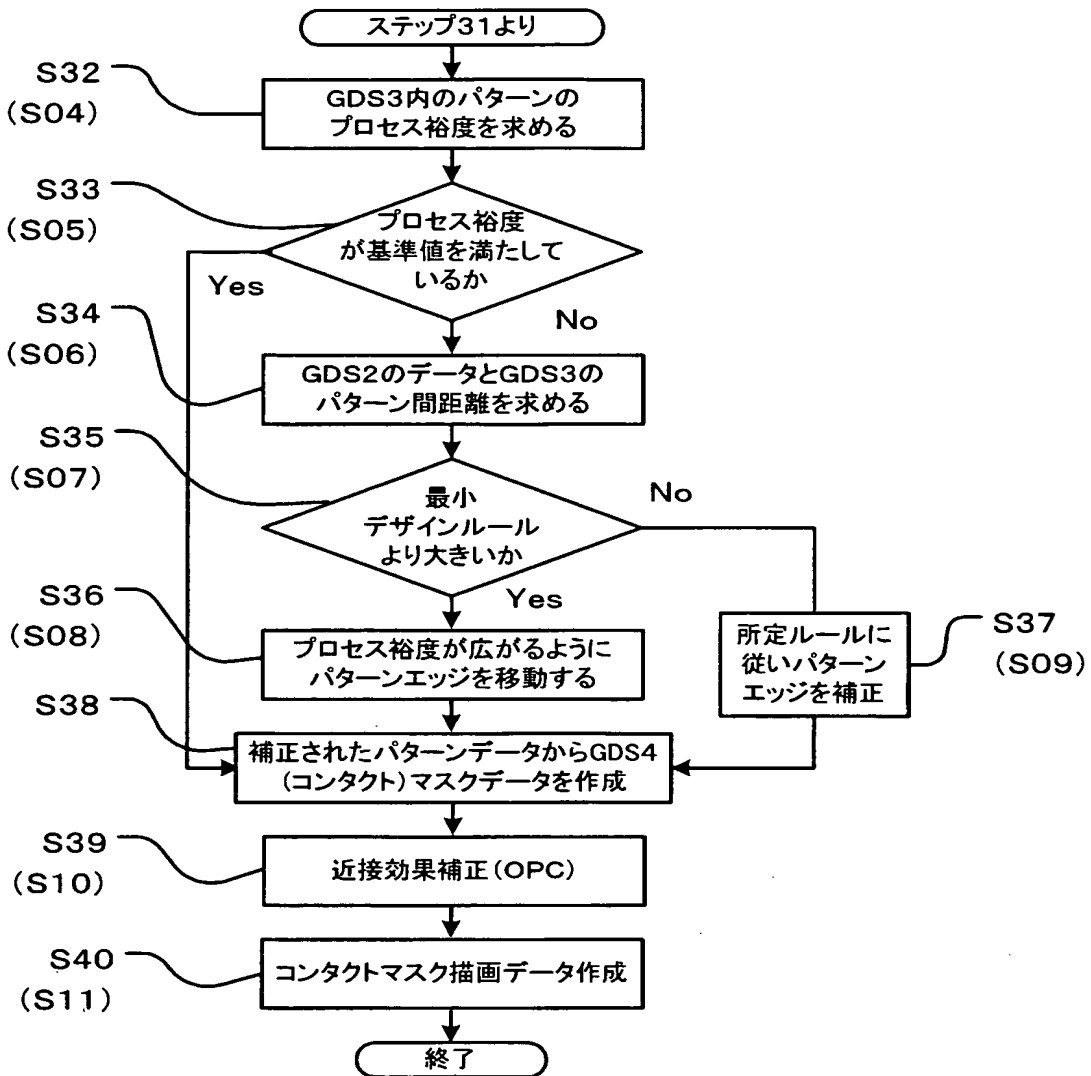 ステップ31より
S32
(S04)
GDS3内のパターンの
プロセス裕度を求める
S33
(S05)
プロセス裕度
が基準値を満たして
いるか
Yes
No
S34
(S06)
GDS2のデータとGDS3の
パターン間距離を求める
S35
(S07)
最小
デザインルール
より大きいか
No
Yes
S36
(S08)
プロセス裕度が広がるように
パターンエッジを移動する
所定ルールに
従いパターン
エッジを補正
S37
(S09)
S38
補正されたパターンデータからGDS4
(コンタクト)マスクデータを作成
S39
(S10)
近接効果補正(OPC)
S40
(S11)
コンタクトマスク描画データ作成
終了